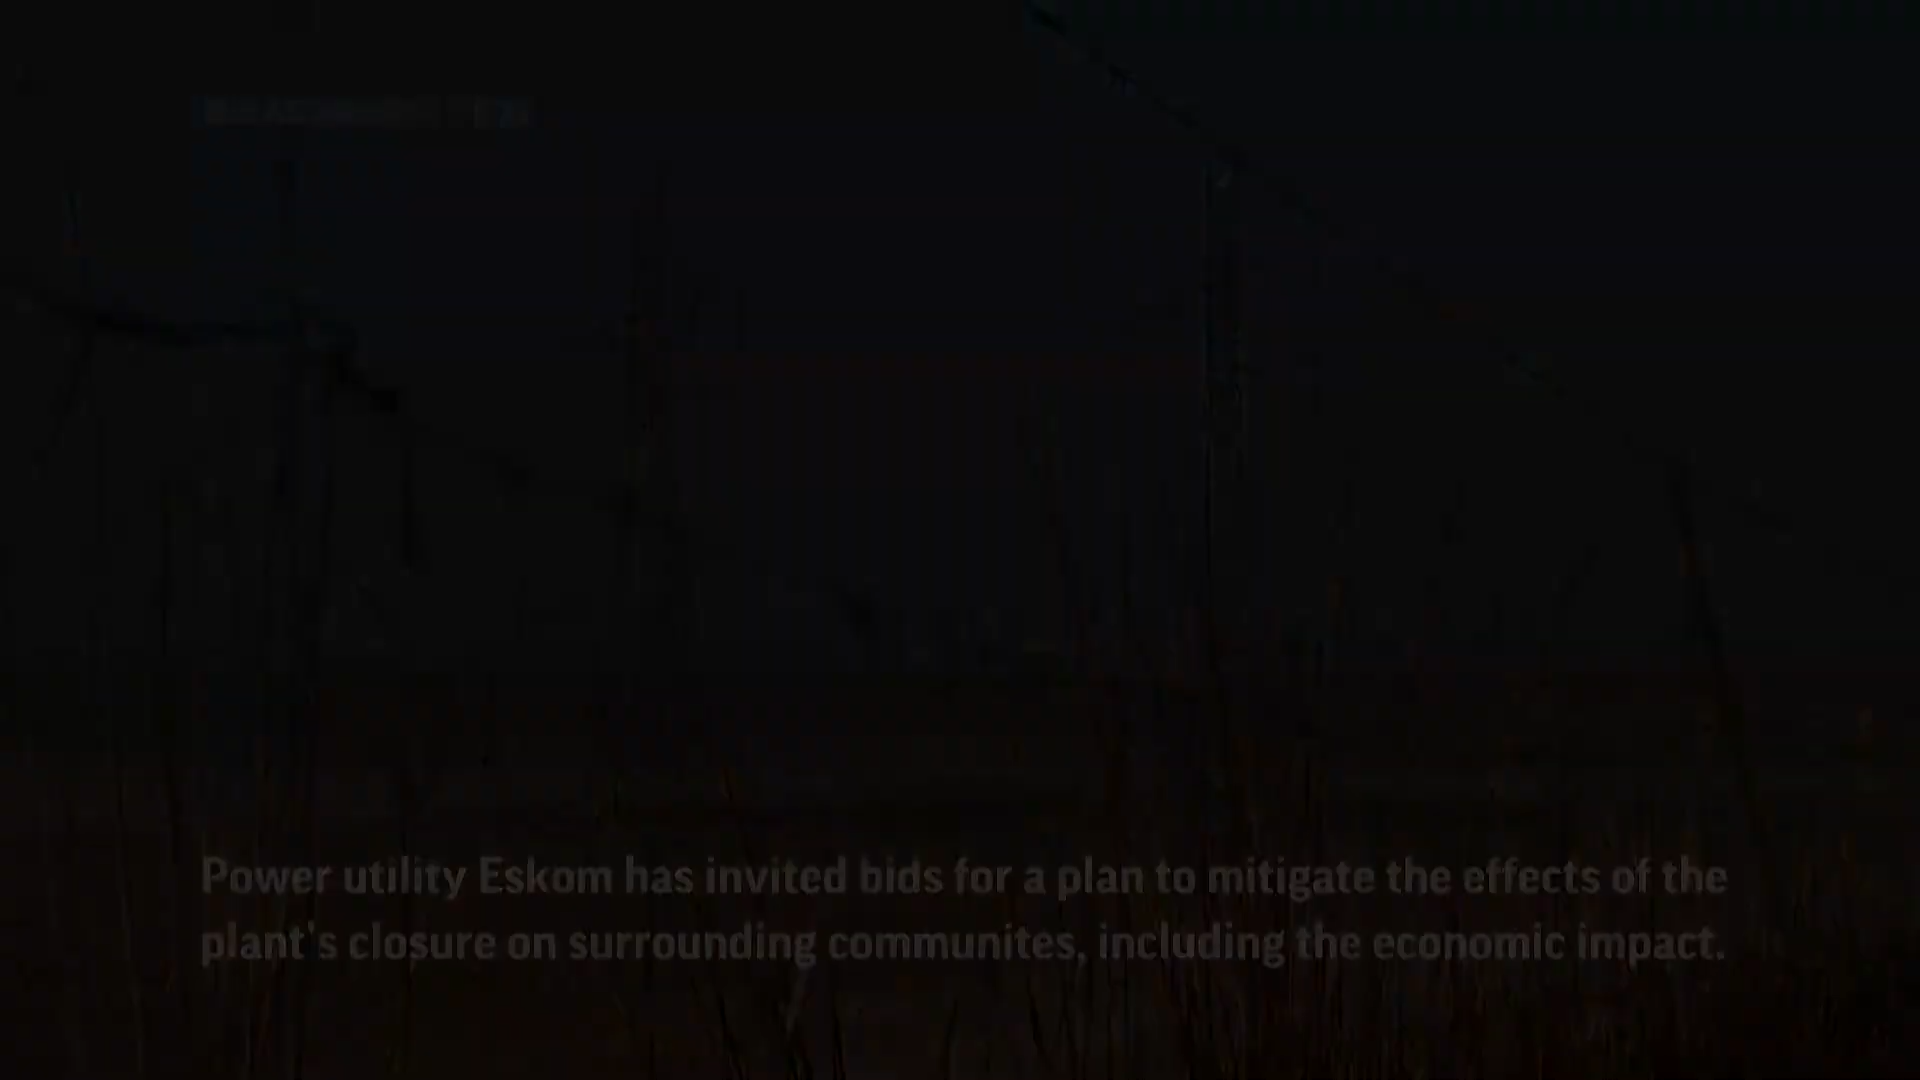 Power utility Eskom has invited bids for a plan to mitigate the effects of the
plant's closure on surrounding communites, including the economic impact.